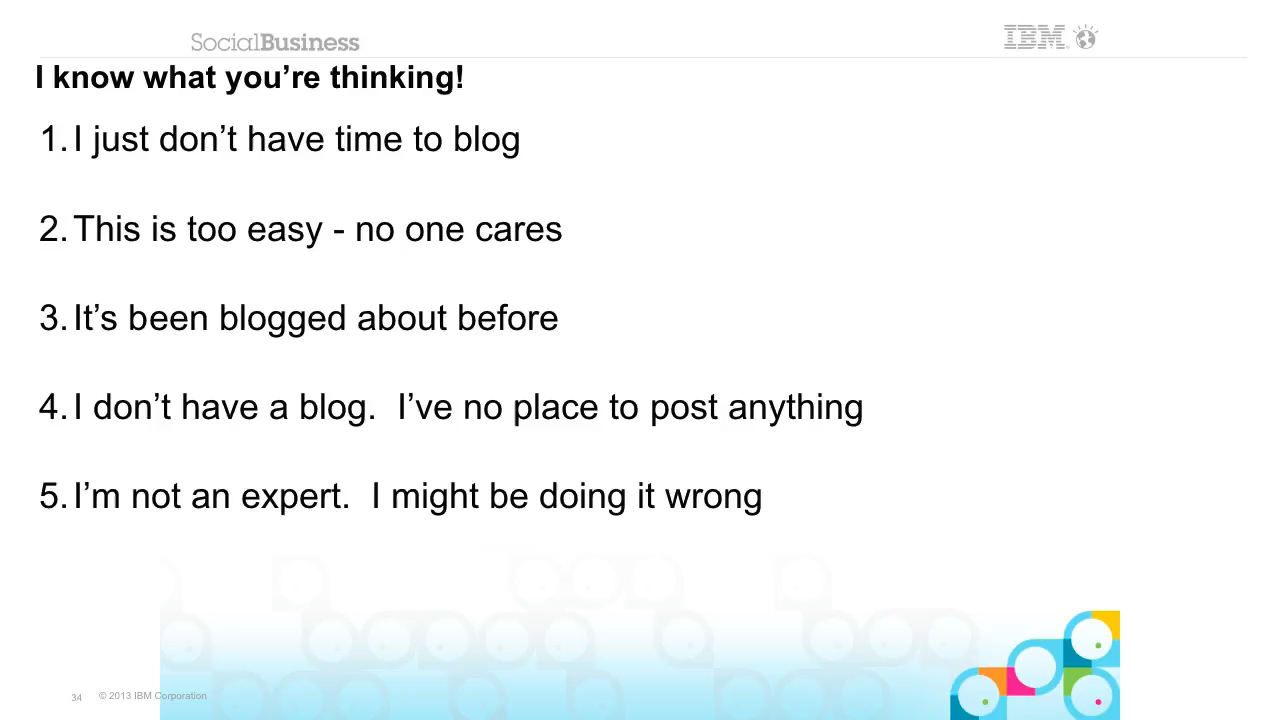 SocialBusiness
IBM
I know what you’re thinking!
1. I just don’t have time to blog
2. This is too easy - no one cares
3. It’s been blogged about before
4. I don’t have a blog.  I’ve no place to post anything
5. I’m not an expert.  I might be doing it wrong
34 © 2013 IBM Corporation